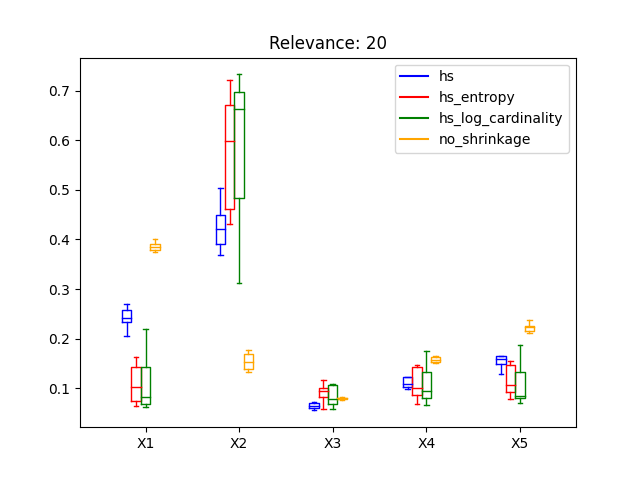 Relevance: 20
hs
hs_entropy
hs_log_cardinality
no_shrinkage
0.7
0.6
0.5
0.4
0.3
0.2
0.1
X1 X2 X3 X4 X5